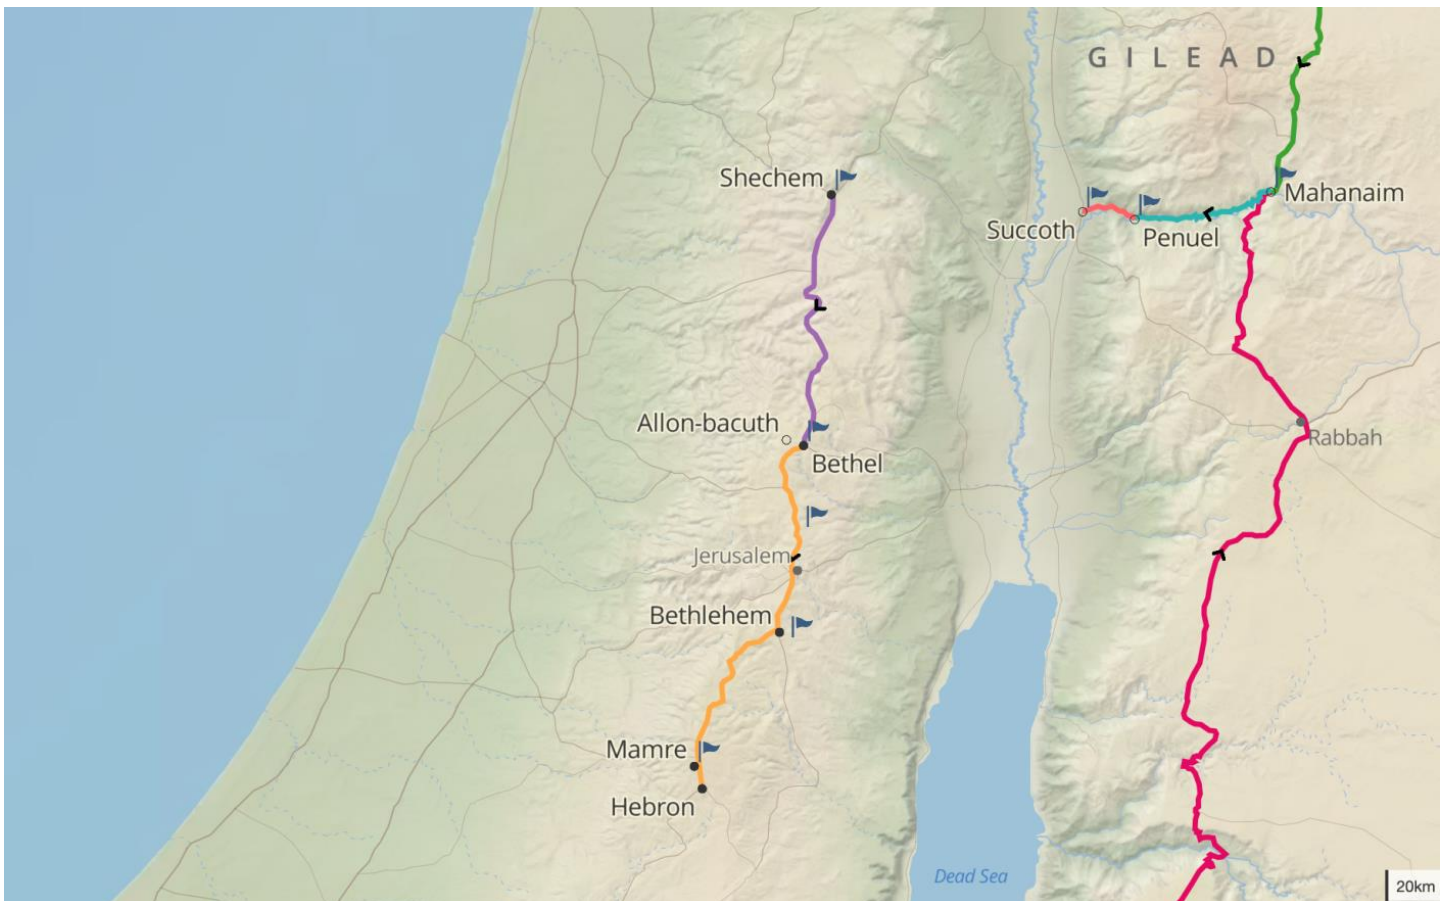 GILEAD
Shechem
Mahanaim
Succoth
Penuel
Allon-bacuth
Rabbah
Bethel
Jerusalem
Bethlehem
Mamre
Hebron
Dead Sea
20km